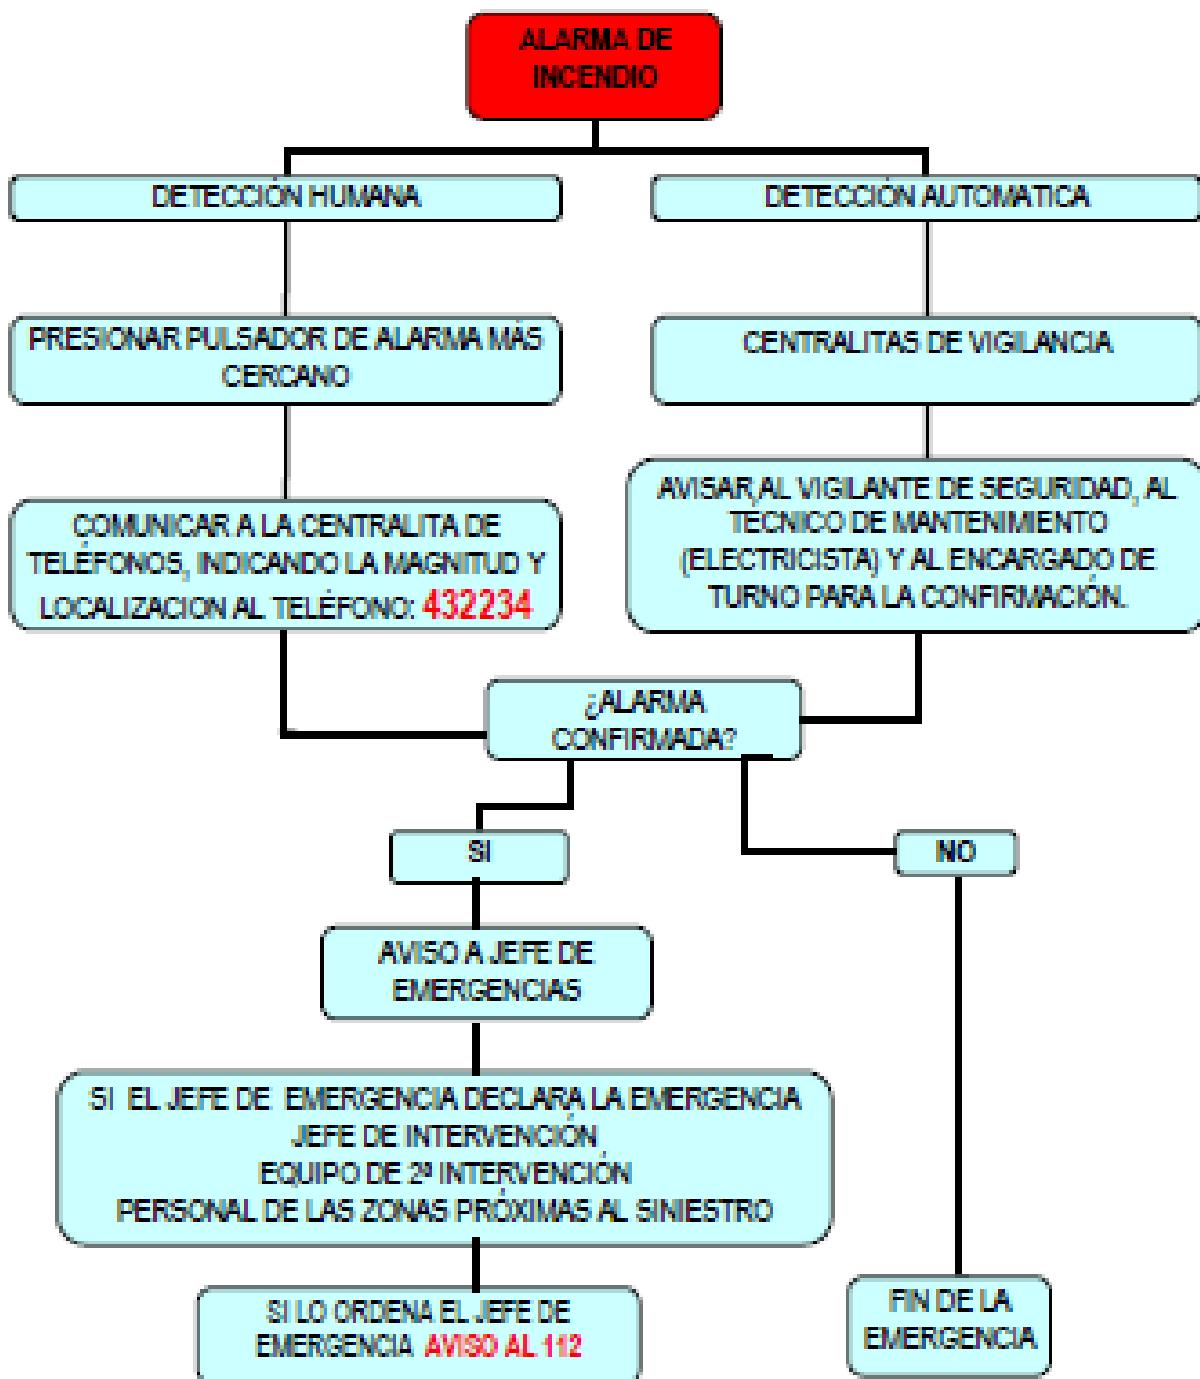 ALARMA DE
INCENDIO
DETECCIÓN HUMANA
DETECCIÓN AUTOMATICA
PRESIONAR PULSADOR DE ALARMA MÁS
CERCANO
CENTRALITAS DE VIGILANCIA
COMUNICAR A LA CENTRALITA DE
TELÉFONOS, INDICANDO LA MAGNITUD Y
LOCALIZACION AL TELÉFONO: 432234
AVISAR, AL VIGILANTE DE SEGURIDAD, AL
TÉCNICO DE MANTENIMIENTO
(ELECTRICISTA) Y AL ENCARGADO DE
TURNO PARA LA CONFIRMACIÓN.
¿ALARMA
CONFIRMADA?
SI
NO
AVISO A JEFE DE
EMERGENCIAS
SI EL JEFE DE EMERGENCIA DECLARA LA EMERGENCIA
JEFE DE INTERVENCIÓN
EQUIPO DE 2ª INTERVENCIÓN
PERSONAL DE LAS ZONAS PRÓXIMAS AL SINIESTRO
SI LO ORDENA EL JEFE DE
EMERGENCIA AVISO AL 112
FIN DE LA
EMERGENCIA